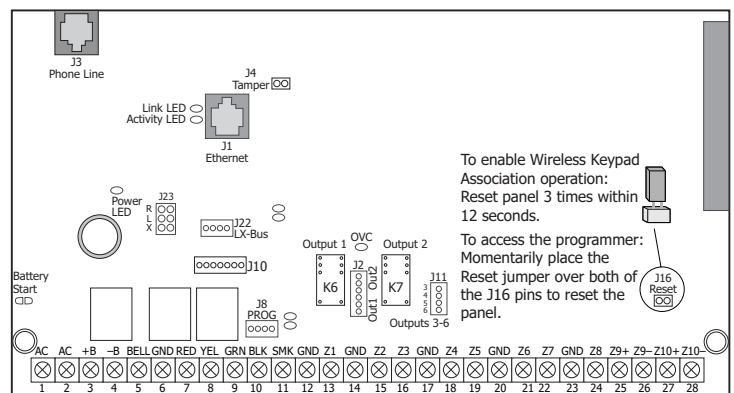 J3
Phone Line
J4
Tamper
Link LED
Activity LED
J1
Ethernet
To enable Wireless Keypad
Association operation:
Reset panel 3 times within
12 seconds.
To access the programmer:
Momentarily place the
Reset jumper over both of
the J16 pins to reset the
panel.
J16
Reset
Power
LED
J23
R
L
X
J22
LX-Bus
J10
Output 1
OVC
Output 2
J2
K6
K7
Out1 Out2
J11
3
4
5
6
Outputs 3-6
Battery
Start
J8
PROG
AC AC +B –B BELL GND RED YEL GRN BLK SMK GND Z1 GND Z2 Z3 GND Z4 Z5 GND Z6 Z7 GND Z8 Z9+ Z9– Z10+ Z10–
1 2 3 4 5 6 7 8 9 10 11 12 13 14 15 16 17 18 19 20 21 22 23 24 25 26 27 28